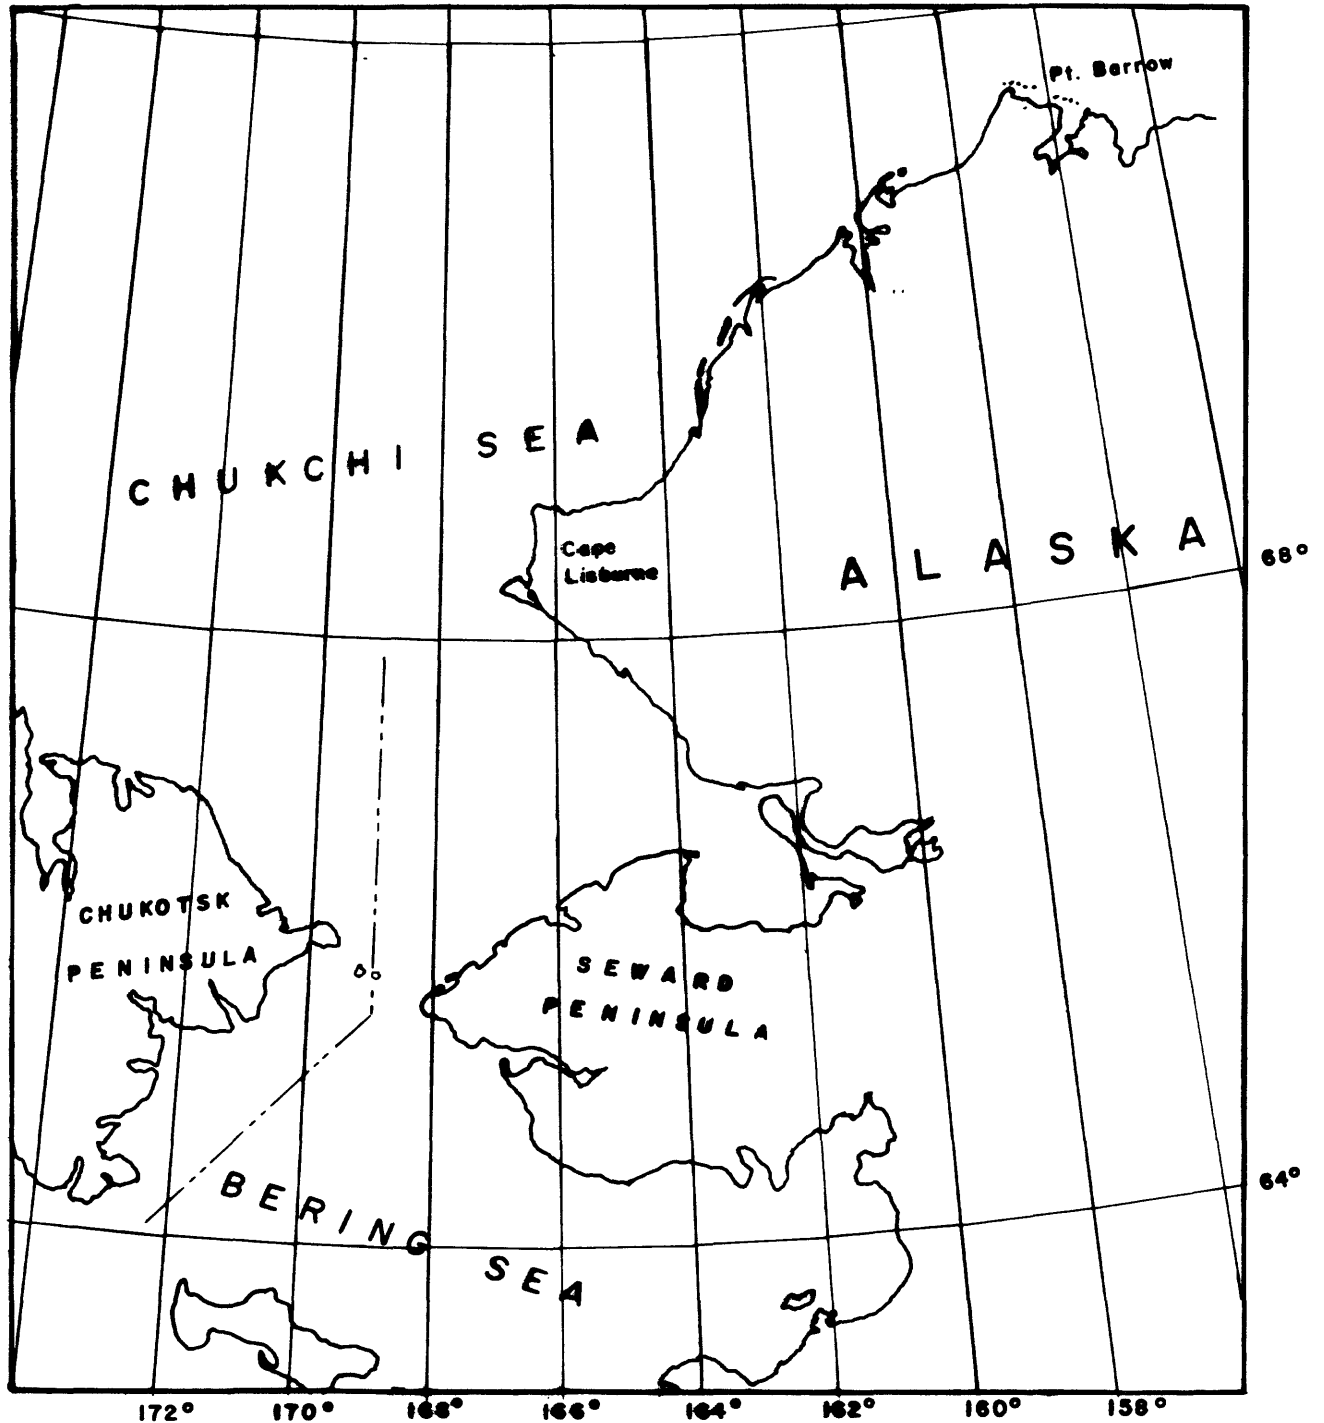 Pt. Barrow
CHUKCHI SEA
Cape
Lisburne
ALASKA
68°
CHUKOTSK
PENINSULA
SEWARD
PENINSULA
64°
BERING SEA
172° 170° 168° 166° 164° 162° 160° 158°